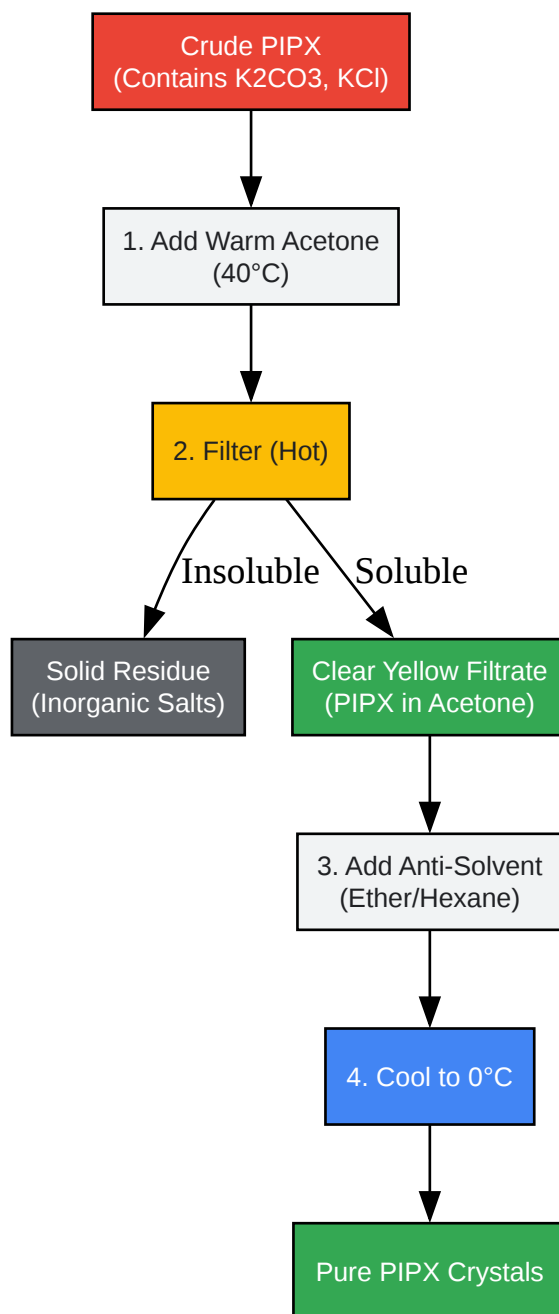 Crude PIPX
(Contains K2CO3, KCl)
1. Add Warm Acetone
(40°C)
2. Filter (Hot)
Insoluble
Soluble
Solid Residue
(Inorganic Salts)
Clear Yellow Filtrate
(PIPX in Acetone)
3. Add Anti-Solvent
(Ether/Hexane)
4. Cool to 0°C
Pure PIPX Crystals